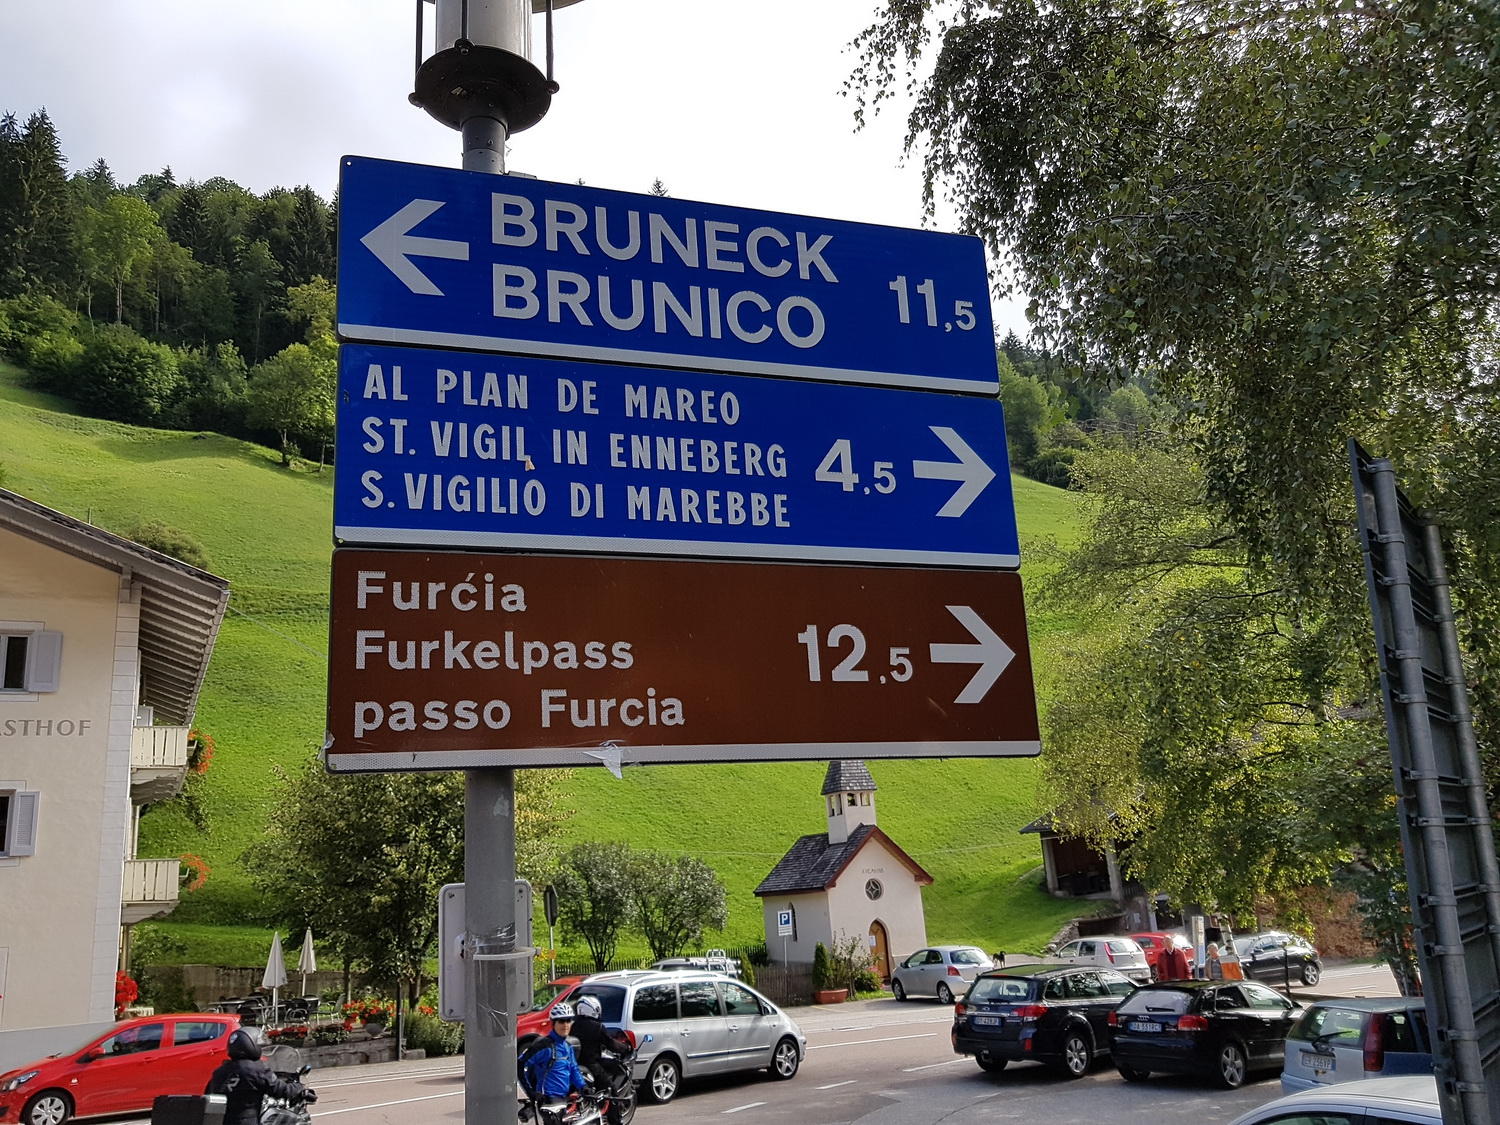 BRUNECK
BRUNICO
11,5
AL PLAN DE MAREO
ST. VIGIL IN ENNEBERG
S. VIGILIO DI MAREBBE
4,5
Furćia
Furkelpass
passo Furcia
12,5
ASTHOF
P